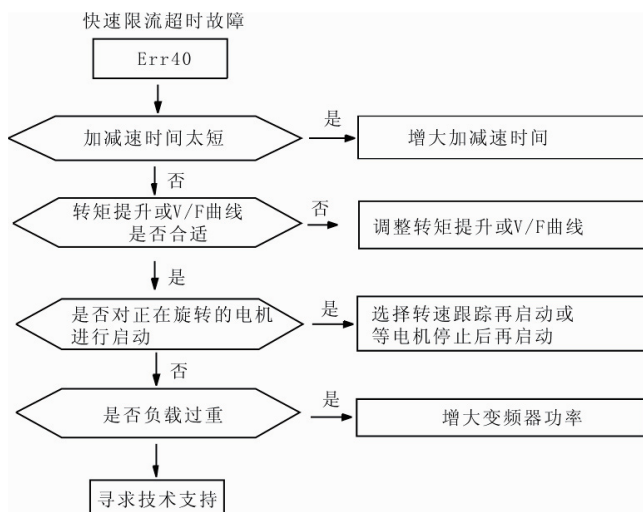 快速限流超时故障
Err40
加减速时间太短
是
增大加减速时间
否
转矩提升或V/F曲线
是否合适
否
调整转矩提升或V/F曲线
是
是否对正在旋转的电机
进行启动
是
选择转速跟踪再启动或
等电机停止后再启动
否
是否负载过重
是
增大变频器功率
寻求技术支持